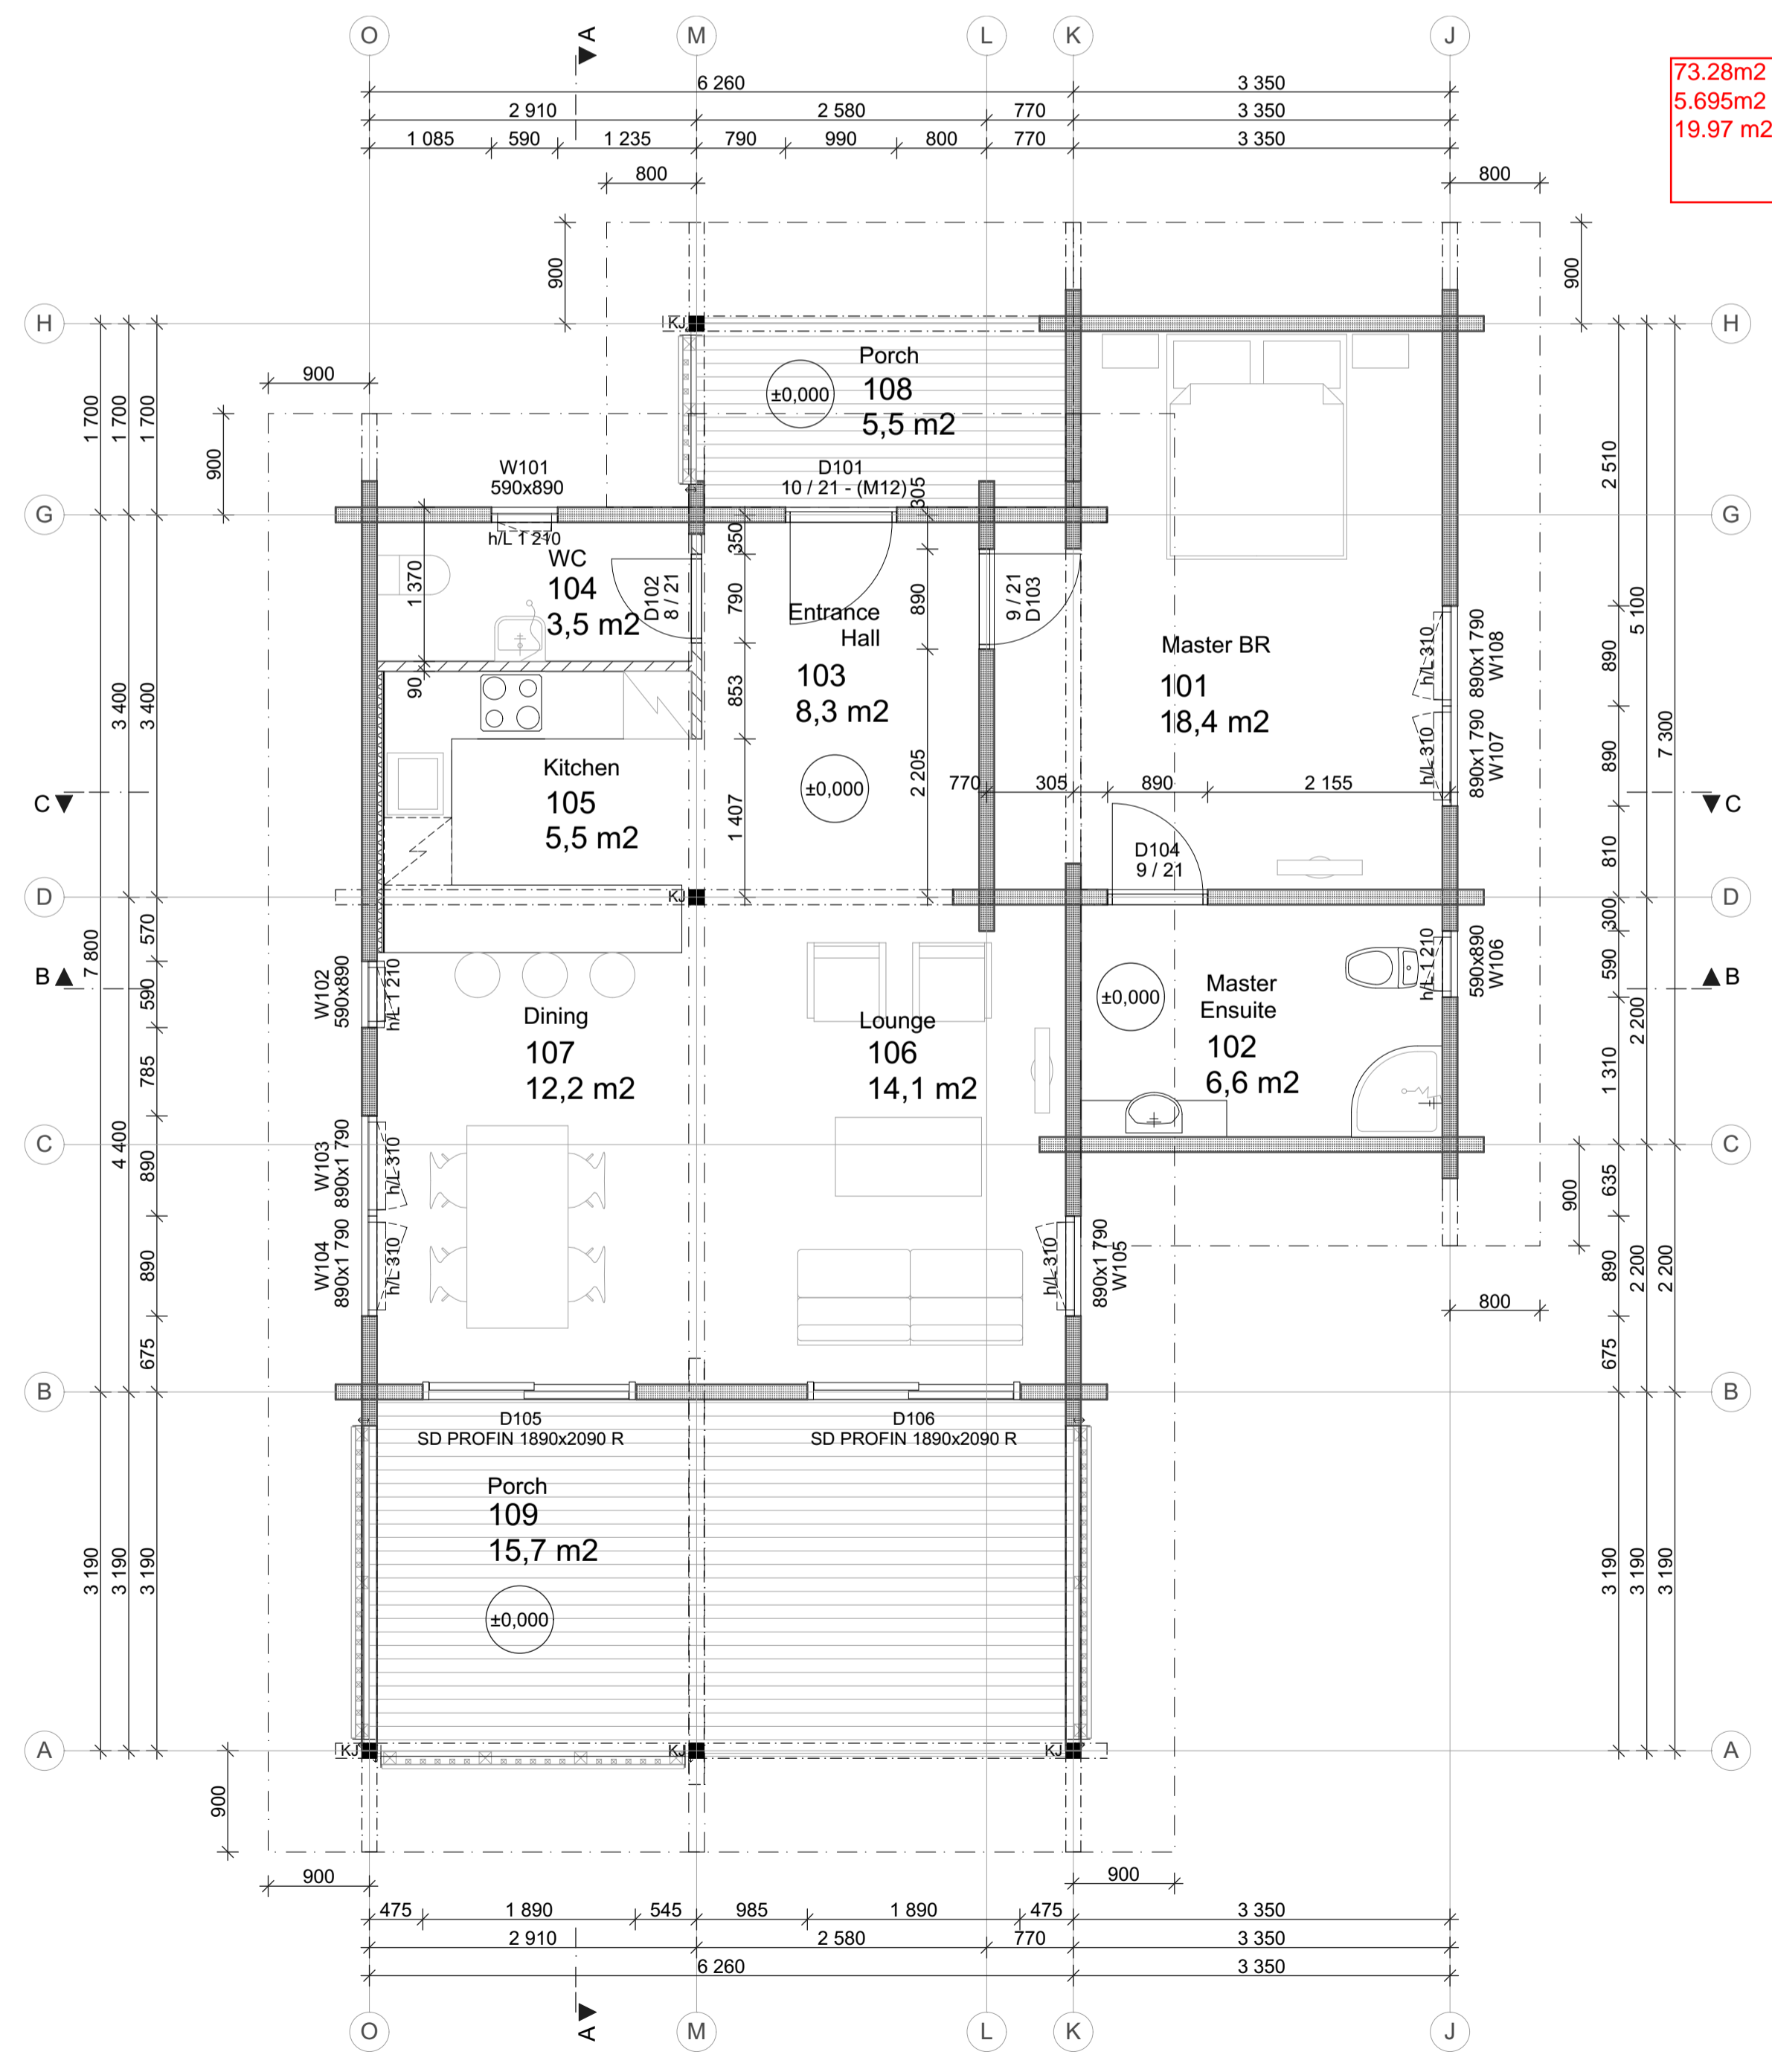 O A M L K J
6 260 3 350
73.28m2
5.695m2
19.97 m2
2 910 2 580 770 3 350
1 085 590 1 235 790 990 800 770 3 350
800 800
900 900
H KJ H
Porch
108
5,5 m2
±0,000
900
1 700 1 700 1 700
900
2 510
W101
590x890
D101
10 / 21 - (M12)
305
G G
h/L 1 210
WC
104
3,5 m2
1 370
D102
8 / 21
350
790
Entrance
Hall
103
8,3 m2
±0,000
890
9 / 21
D103
5 100
Master BR
101
18,4 m2
h/L 310
890x1 790
W108
890
90
853
3 400 3 400
h/L 310
890x1 790
W107
890
7 300
Kitchen
105
5,5 m2
1 407
2 205
770 305 890 2 155
C C
D104
9 / 21
810
D KJ D
570
300
7 800
B B
W102
590x890
h/L 1 210
590
Dining
107
12,2 m2
Lounge
106
14,1 m2
±0,000
Master
Ensuite
102
6,6 m2
h/L 1 210
590x890
W106
590
2 200
785
1 310
C C
4 400
W103
890x1 790
h/L 310
890
635
900
W104
890x1 790
h/L 310
890
h/L 310
890x1 790
W105
890
2 200
2 200
800
675
675
B B
D105
SD PROFIN 1890x2090 R
D106
SD PROFIN 1890x2090 R
Porch
109
15,7 m2
±0,000
3 190 3 190 3 190
3 190 3 190 3 190
A KJ KJ KJ A
900
900 900
475 1 890 545 985 1 890 475 3 350
2 910 2 580 770 3 350
6 260 3 350
O A M L K J